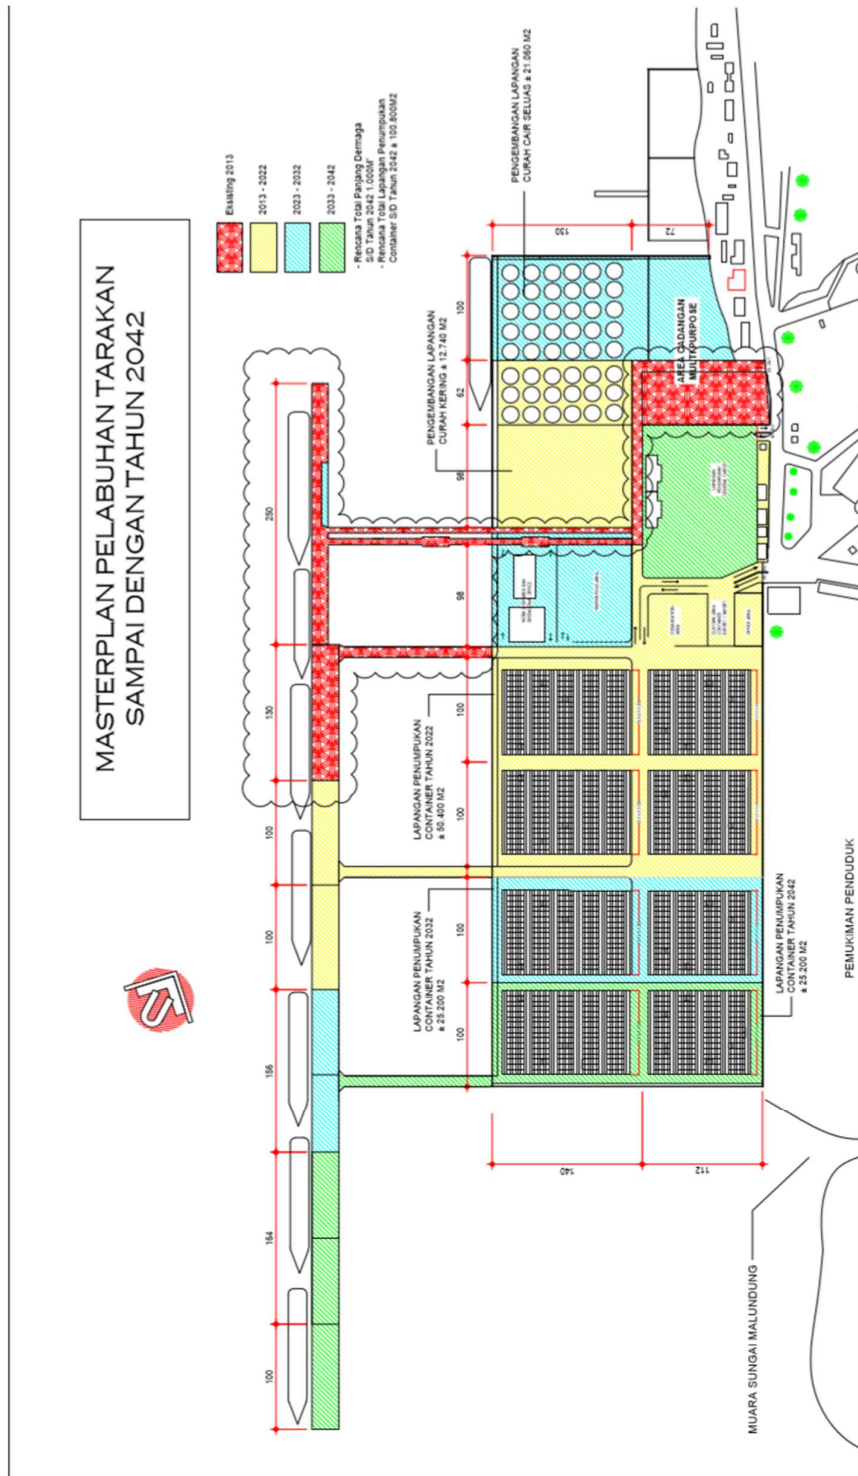 MASTERPLAN PELABUHAN TARAKAN
SAMPAI DENGAN TAHUN 2042
Eksisting 2013
2013 - 2022
2023 - 2032
2033 - 2042
- Rencana Total Panjang Dermaga
S/D Tahun 2042 1.000M'
- Rencana Total Lapangan Penumpukan
Container S/D Tahun 2042 ± 100.800M2
100
164
156
100
100
130
250
PENGEMBANGAN LAPANGAN
CURAH CAIR SELUAS ± 21.060 M2
PENGEMBANGAN LAPANGAN
CURAH KERING ± 12.740 M2
LAPANGAN PENUMPUKAN
CONTAINER TAHUN 2022
± 50.400 M2
LAPANGAN PENUMPUKAN
CONTAINER TAHUN 2032
± 25.200 M2
100
100
100
100
98
98
62
100
130
72
AREA CADANGAN
MULTI PURPOSE
140
112
LAPANGAN PENUMPUKAN
CONTAINER TAHUN 2042
± 25.200 M2
MUARA SUNGAI MALUNDUNG
PEMUKIMAN PENDUDUK